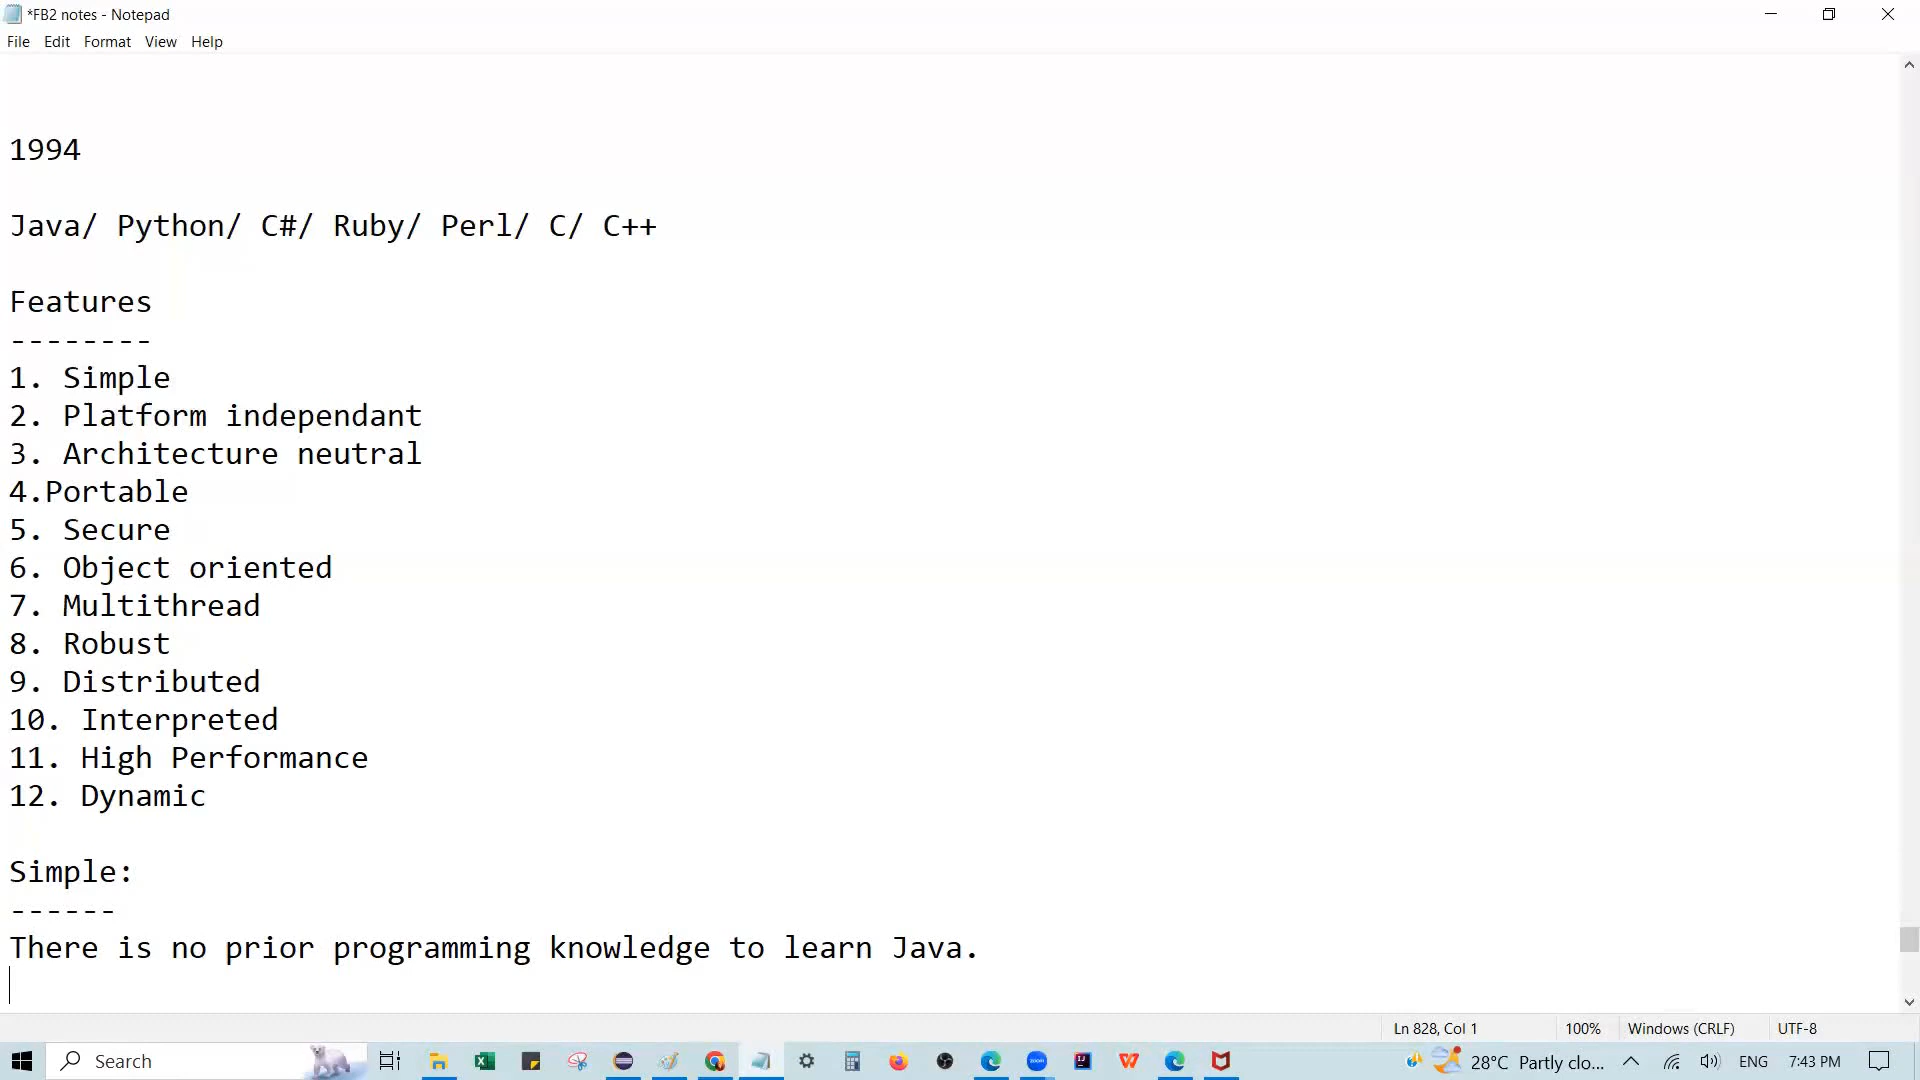 *FB2 notes - Notepad
File Edit Format View Help
1994
Java/ Python/ C#/ Ruby/ Perl/ C/ C++
Features
--------
1. Simple
2. Platform independant
3. Architecture neutral
4.Portable
5. Secure
6. Object oriented
7. Multithread
8. Robust
9. Distributed
10. Interpreted
11. High Performance
12. Dynamic
Simple:
------
There is no prior programming knowledge to learn Java.
Ln 828, Col 1 100% Windows (CRLF) UTF-8
Search 28°C Partly clo... ENG 7:43 PM